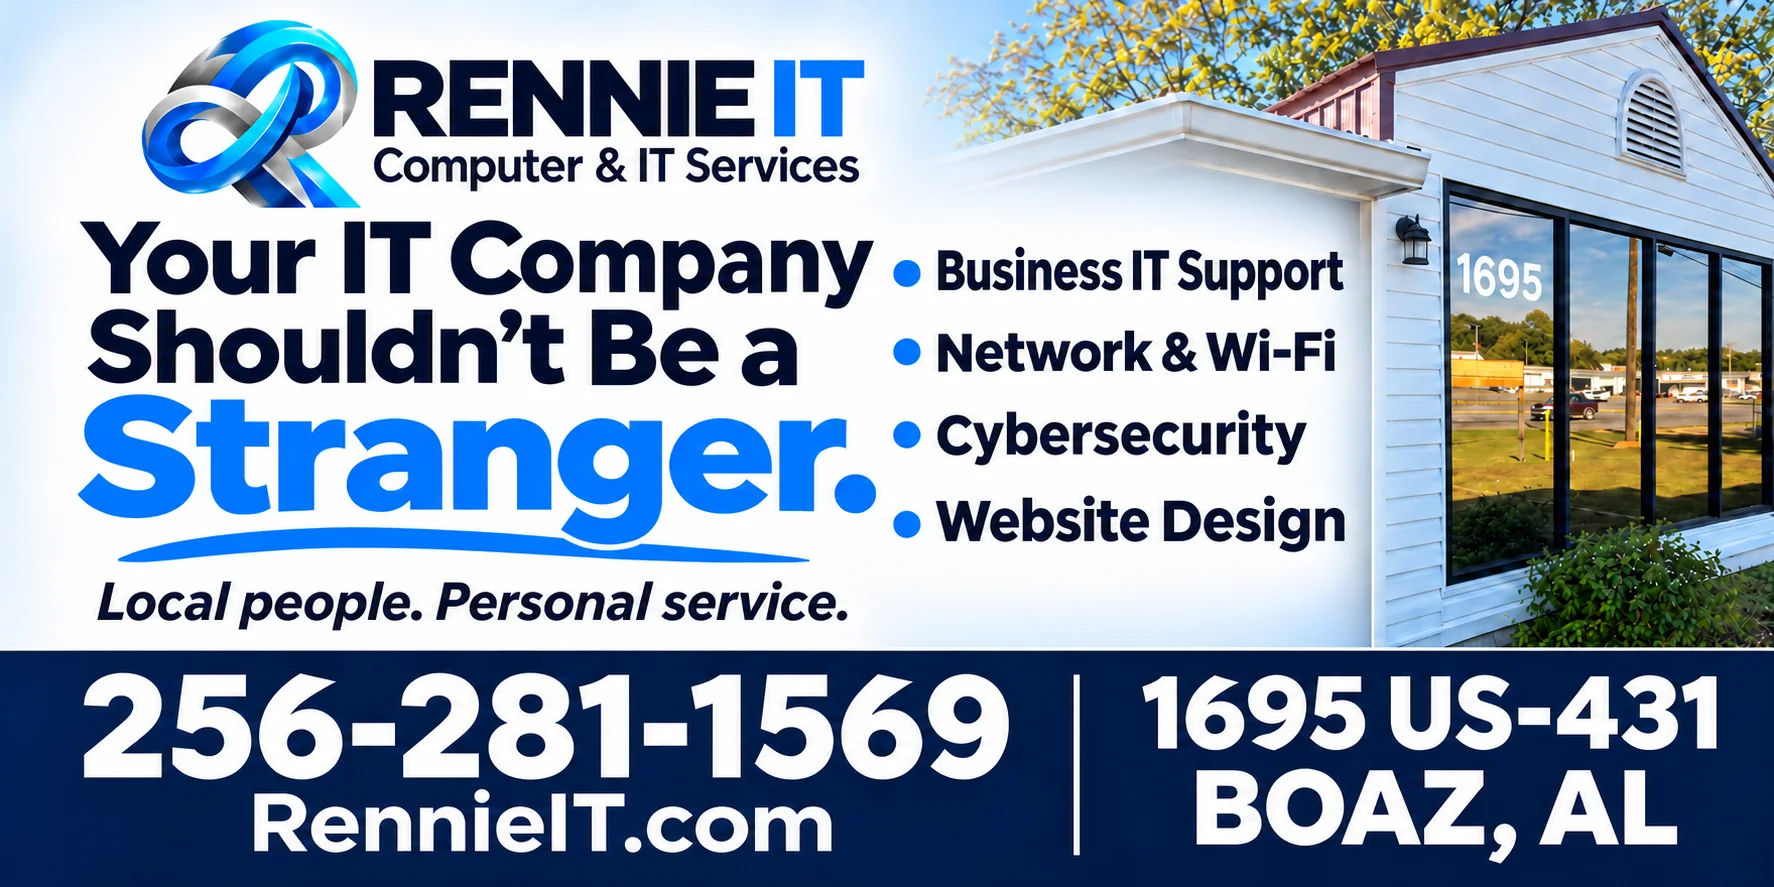 RENNIE IT
Computer & IT Services
Your IT Company
Shouldn't Be a
Stranger.
Local people. Personal service.
• Business IT Support
• Network & Wi-Fi
• Cybersecurity
• Website Design
1695
256-281-1569
RennieIT.com
1695 US-431
BOAZ, AL